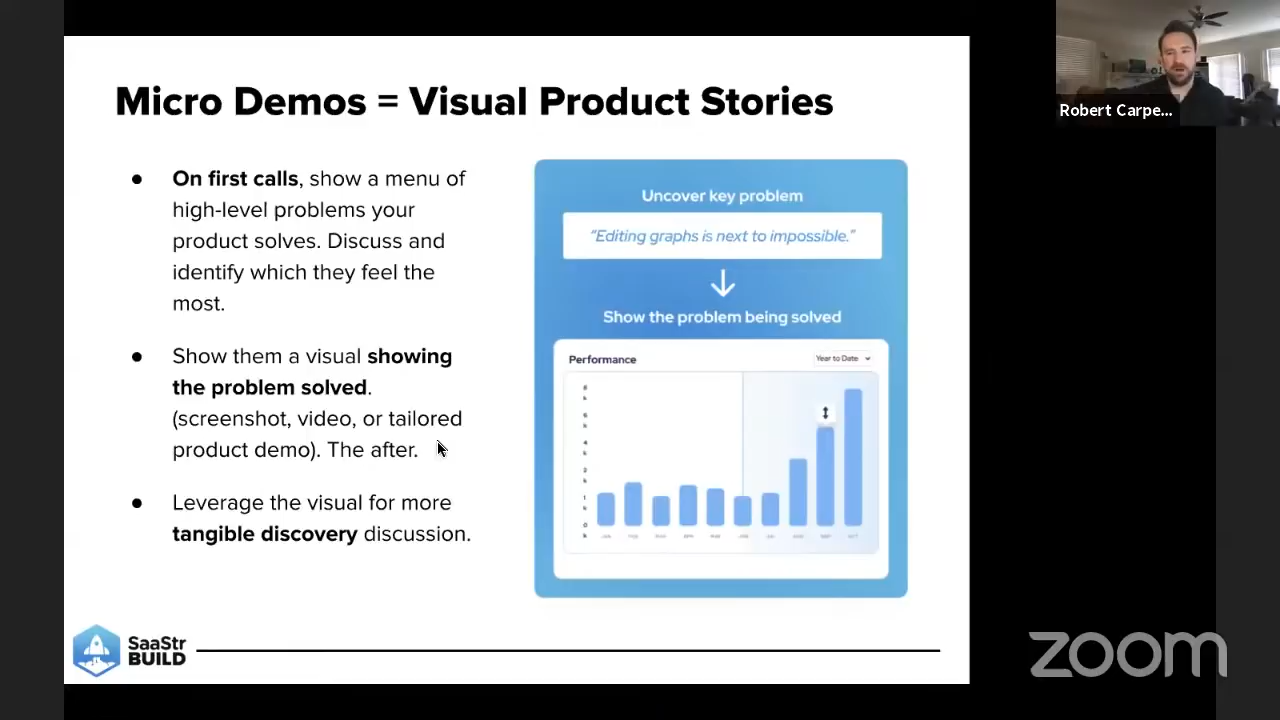 Micro Demos = Visual Product Stories
● On first calls, show a menu of
high-level problems your
product solves. Discuss and
identify which they feel the
most.
● Show them a visual showing
the problem solved.
(screenshot, video, or tailored
product demo). The after.
● Leverage the visual for more
tangible discovery discussion.
Uncover key problem
“Editing graphs is next to impossible.”
Show the problem being solved
Performance
Year to Date
SaaStr
BUILD
Robert Carpe...
zoom